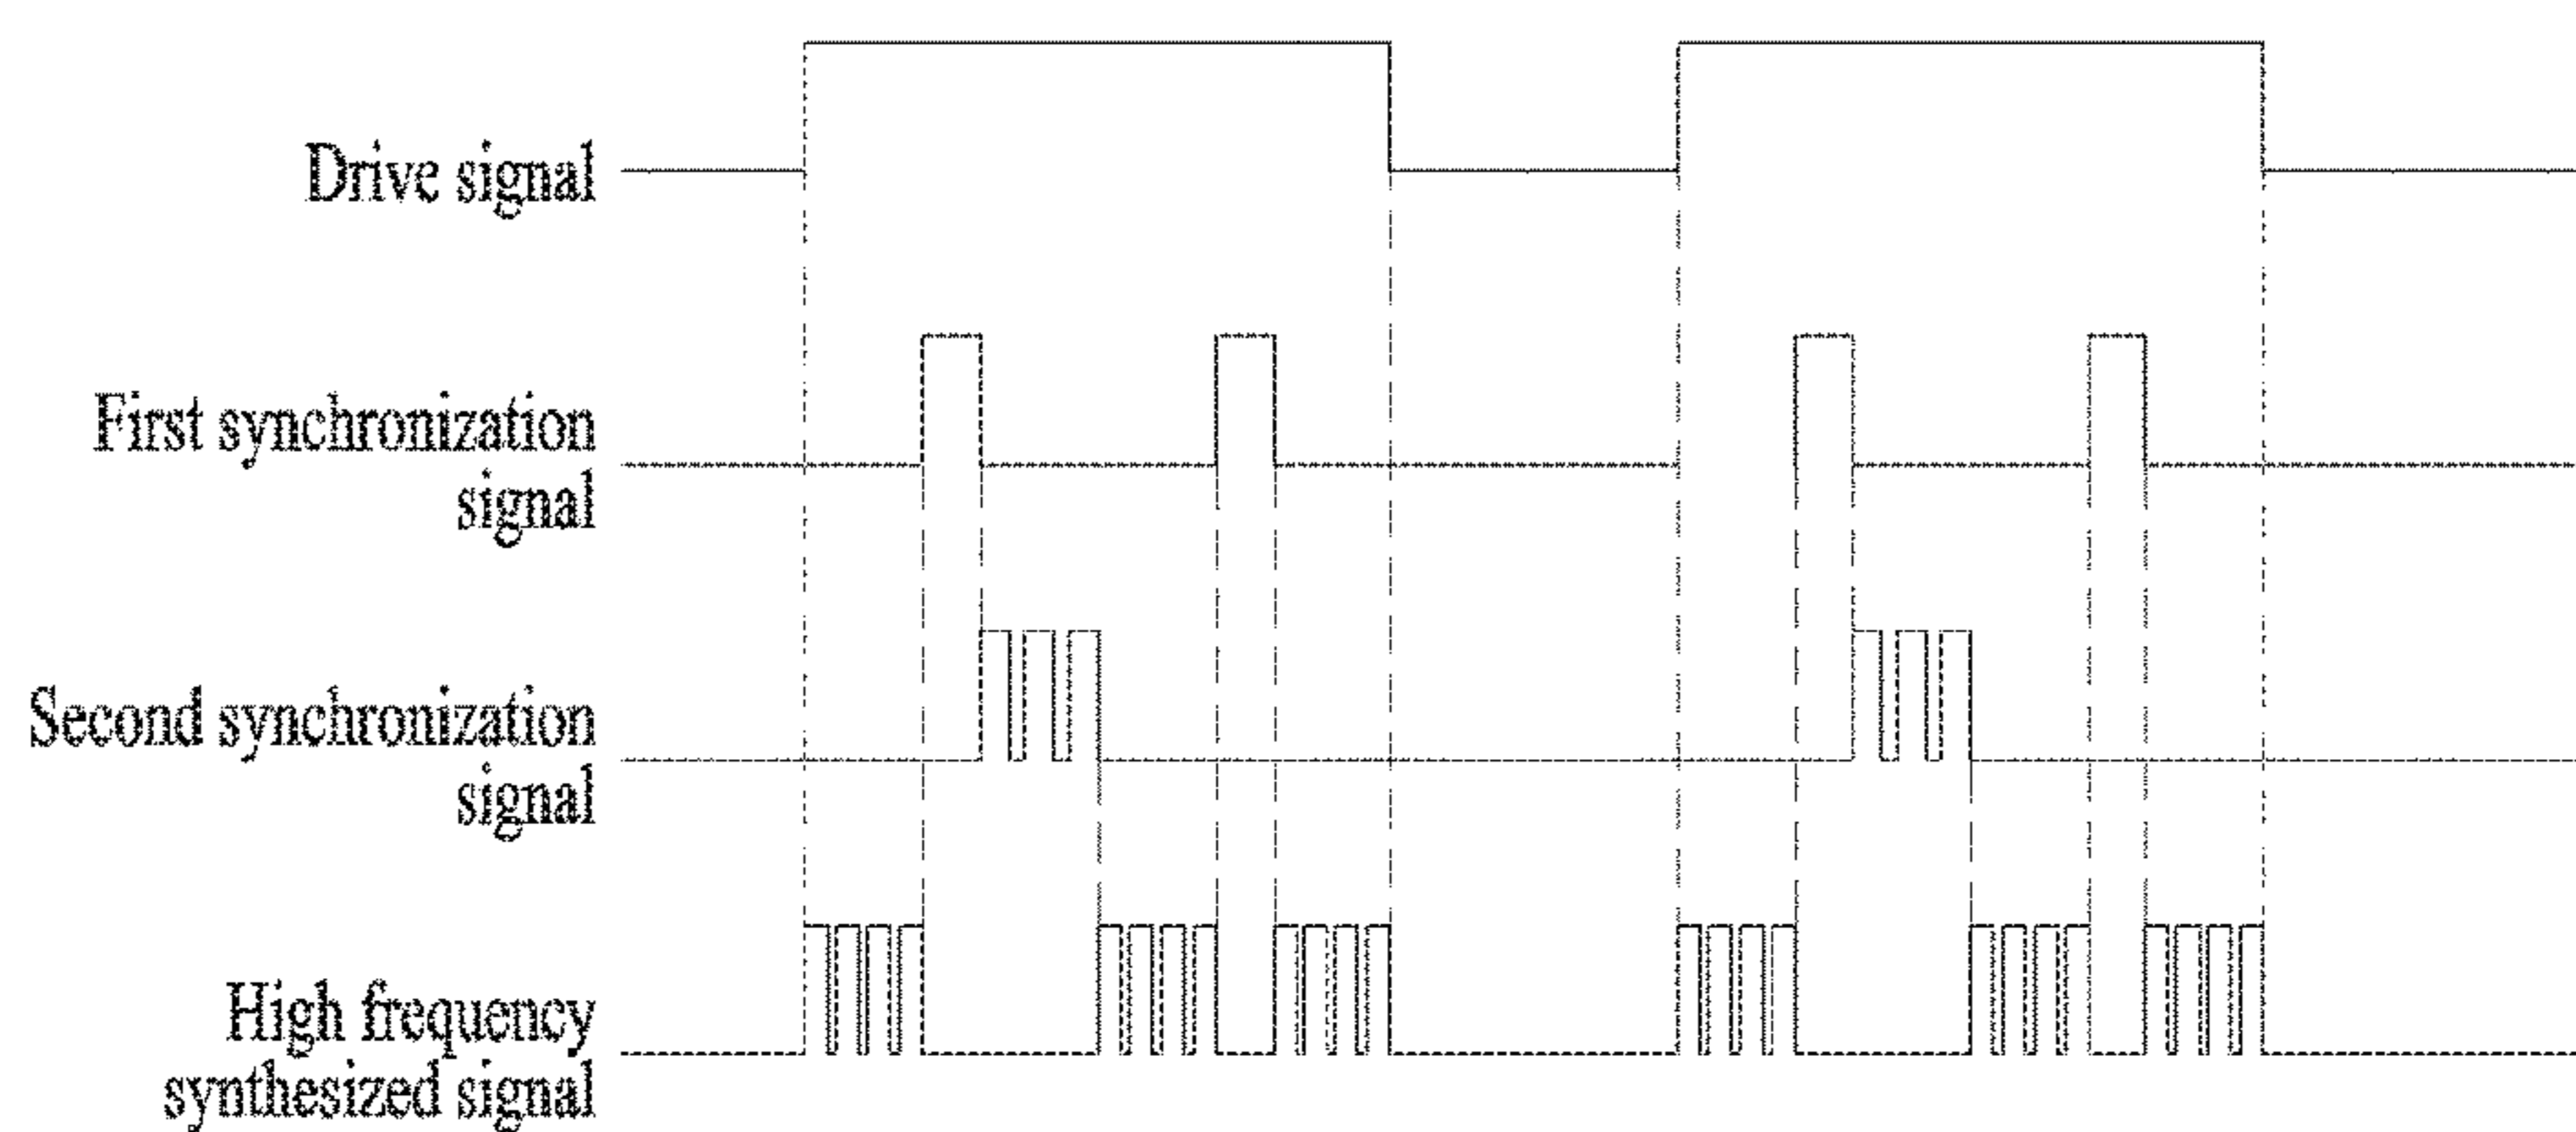 Drive signal
First synchronization
signal
Second synchronization
signal
High frequency
synthesized signal